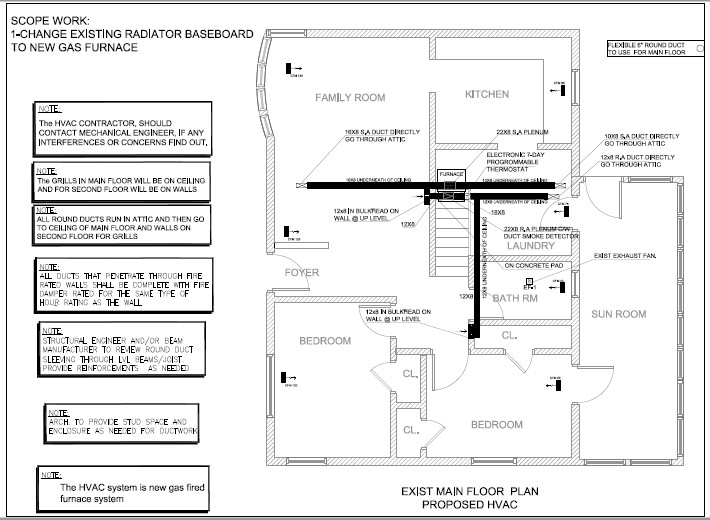 SCOPE WORK:
1-CHANGE EXISTING RADIATOR BASEBOARD
TO NEW GAS FURNACE
FLEXIBLE 6" ROUND DUCT
TO USE FOR MAIN FLOOR
NOTE:
The HVAC CONTRACTOR, SHOULD
CONTACT MECHANICAL ENGINEER, IF ANY
INTERFERENCES OR CONCERNS FIND OUT,
NOTE:
The GRILLS IN MAIN FLOOR WILL BE ON CEILING
AND FOR SECOND FLOOR WILL BE ON WALLS
NOTE:
ALL ROUND DUCTS RUN IN ATTIC AND THEN GO
TO CEILING OF MAIN FLOOR AND WALLS ON
SECOND FLOOR FOR GRILLS
NOTE:
ALL DUCTS THAT PENETRATE THROUGH FIRE
RATED WALLS SHALL BE COMPLETE WITH FIRE
DAMPER RATED FOR THE SAME TYPE OF
HOUR RATING AS THE WALL
NOTE:
STRUCTURAL ENGINEER AND/OR BEAM
MANUFACTURER TO REVIEW ROUND DUCT
SLEEVING THROUGH LVL BEAMS/JOIST.
PROVIDE REINFORCEMENTS AS NEEDED
NOTE:
ARCH. TO PROVIDE STUD SPACE AND
ENCLOSURE AS NEEDED FOR DUCTWORK
NOTE:
The HVAC system is new gas fired
furnace system
FAMILY ROOM
KITCHEN
16X8 S,A DUCT DIRECTLY
GO THROUGH ATTIC
22X8 S,A PLENUM
10X8 S,A DUCT DIRECTLY
GO THROUGH ATTIC
ELECTRONIC 7-DAY
PROGRAMMABLE
THERMOSTAT
12x8 R,A DUCT DIRECTLY
GO THROUGH ATTIC
FURNACE
16X8 UNDERNEATH OF CEILING
12X8 UNDERNEATH OF CEILING
12X8 UNDERNEATH OF CEILING
12x8 IN BULKREAD ON
WALL @ UP LEVEL
12X8
18X8
22X8 R,A PLENUM C/W
DUCT SMOKE DETECTOR
LAUNDRY
12X8 UNDERNEATH OF CEILING
EXIST EXHAUST FAN.
ON CONCRETE PAD
FOYER
EF-1
BATH RM
12X8
SUN ROOM
12x8 IN BULKREAD ON
WALL @ UP LEVEL
BEDROOM
CL.
CL.
CL.
BEDROOM
EXIST MAIN FLOOR PLAN
PROPOSED HVAC